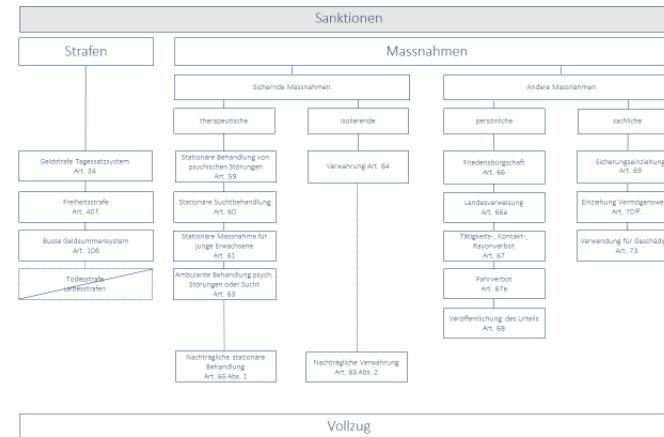 Sanktionen
Strafen
Massnahmen
Sichernde Massnahmen
Andere Massnahmen
therapeutische
isolierende
persönliche
sachliche
Geldstrafe Tagessatzsystem
Art. 34
Stationäre Behandlung von
psychischen Störungen
Art. 59
Verwahrung Art. 64
Friedensbürgschaft
Art. 66
Sicherungseinziehung
Art. 69
Freiheitsstrafe
Art. 40f.
Stationäre Suchtbehandlung
Art. 60
Landesverweisung
Art. 66a
Einziehung Vermögenswe
Art. 70ff.
Busse Geldsummensystem
Art. 106
Stationäre Massnahme für
junge Erwachsene
Art. 61
Tätigkeits-, Kontakt-,
Rayonverbot
Art. 67
Verwendung für Geschädig
Art. 73
Todesstrafe
Leibesstrafen
Ambulante Behandlung psych.
Störungen oder Sucht
Art. 63
Fahrverbot
Art. 67e
Veröffentlichung des Urteils
Art. 68
Nachträgliche stationäre
Behandlung
Art. 65 Abs. 1
Nachträgliche Verwahrung
Art. 65 Abs. 2
Vollzug